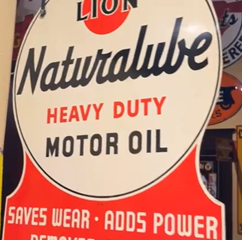 LION
Naturalube
HEAVY DUTY
MOTOR OIL
SAVES WEAR · ADDS POWER